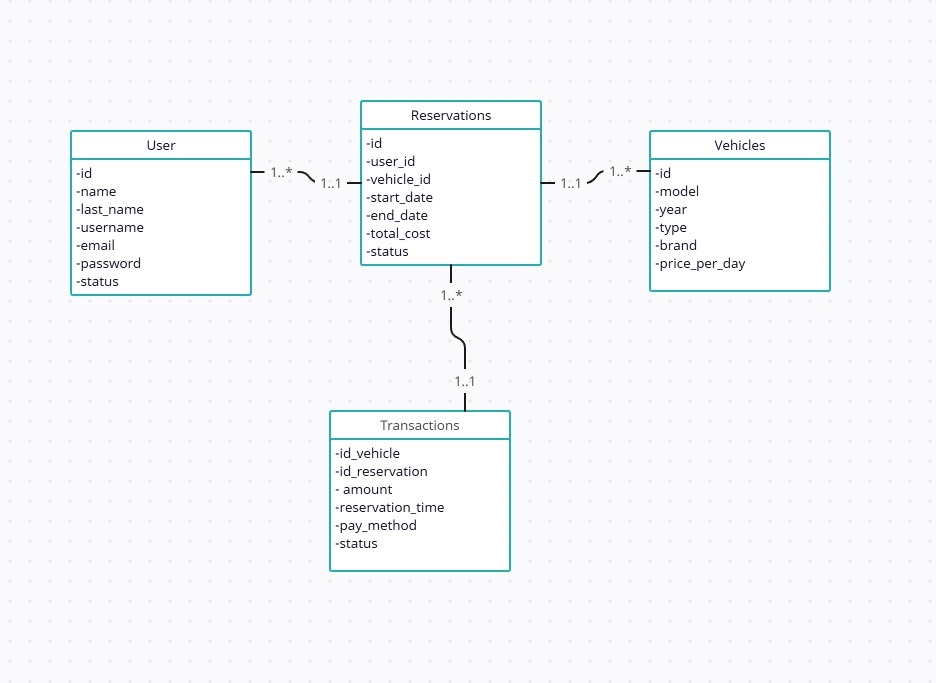 User
-id
-name
-last_name
-username
-email
-password
-status
1..*
1..1
Reservations
-id
-user_id
-vehicle_id
-start_date
-end_date
-total_cost
-status
1..1
1..*
Vehicles
-id
-model
-year
-type
-brand
-price_per_day
1..*
1..1
Transactions
-id_vehicle
-id_reservation
- amount
-reservation_time
-pay_method
-status